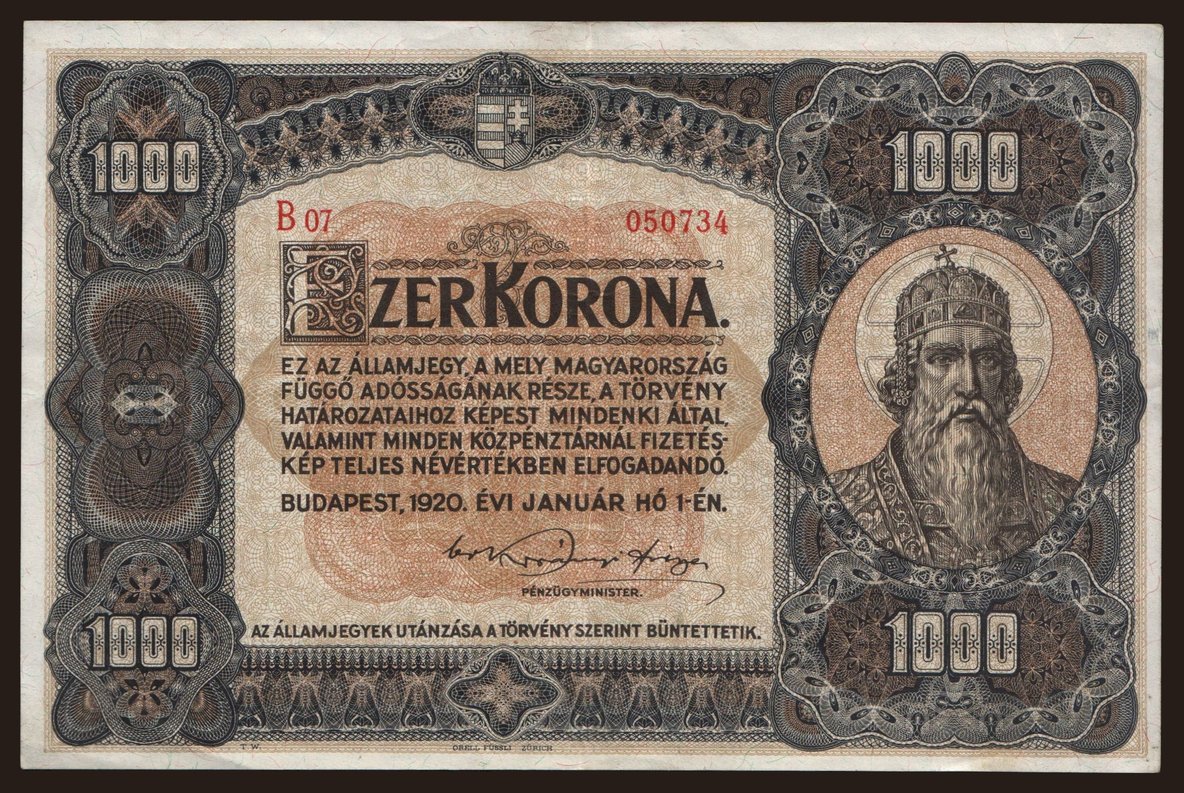 1000
1000
B 07
050734
EZER KORONA.
EZ AZ ÁLLAMJEGY, A MELY MAGYARORSZÁG
FÜGGŐ ADÓSSÁGÁNAK RÉSZE, A TÖRVÉNY
HATÁROZATAIHOZ KÉPEST MINDENKI ÁLTAL,
VALAMINT MINDEN KÖZPÉNZTÁRNÁL FIZETÉS-
KÉP TELJES NÉVÉRTÉKBEN ELFOGADANDÓ.
BUDAPEST, 1920. ÉVI JANUÁR HÓ 1-ÉN.
PÉNZÜGYMINISTER.
1000
1000
AZ ÁLLAMJEGYEK UTÁNZÁSA A TÖRVÉNY SZERINT BÜNTETTETIK.
T. W.
ORELL FÜSSLI ZÜRICH